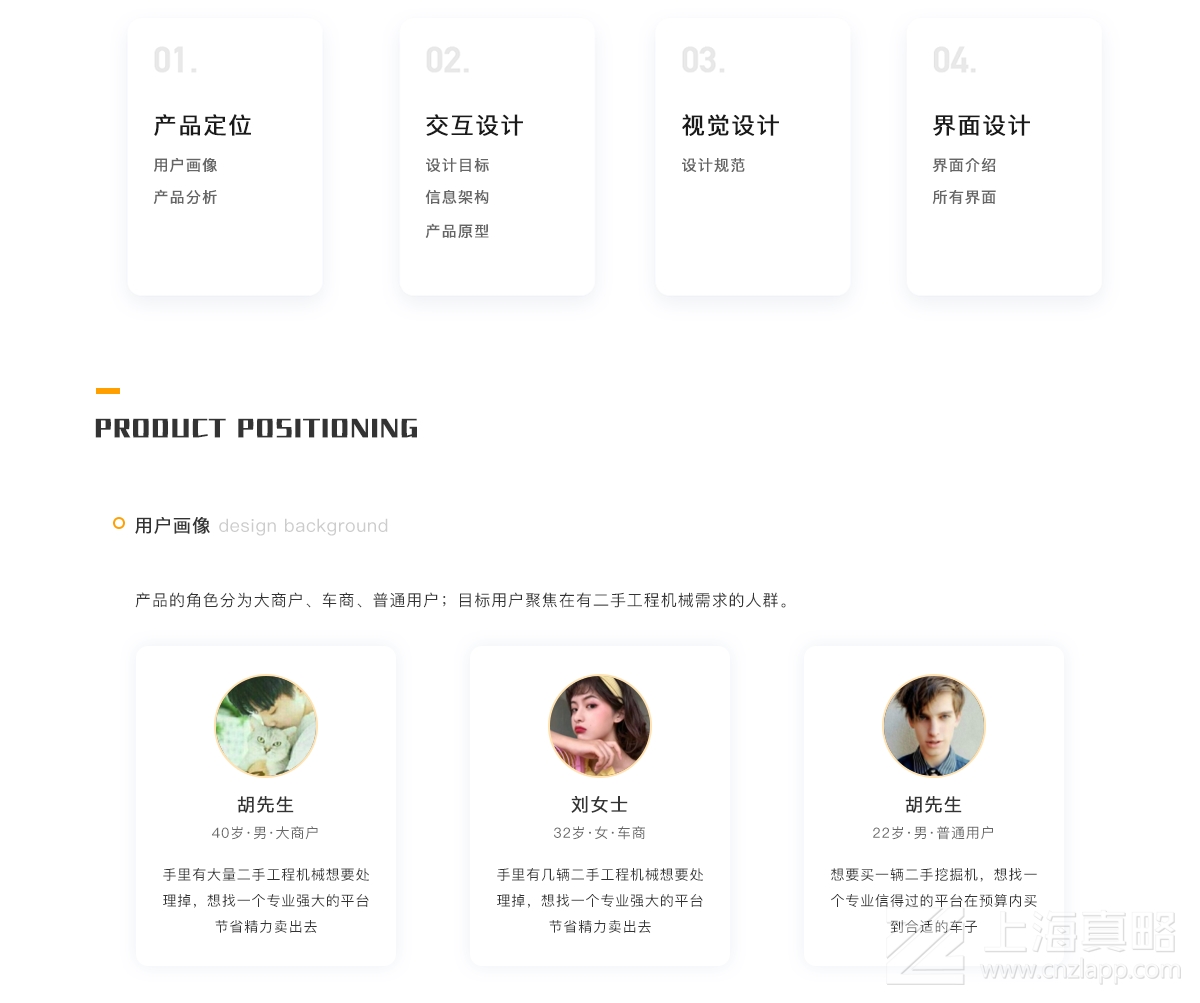 01.
产品定位
用户画像
产品分析
02.
交互设计
设计目标
信息架构
产品原型
03.
视觉设计
设计规范
04.
界面设计
界面介绍
所有界面
PRODUCT POSITIONING
用户画像 design background
产品的角色分为大商户、车商、普通用户；目标用户聚焦在有二手工程机械需求的人群。
胡先生
40岁·男·大商户
手里有大量二手工程机械想要处
理掉，想找一个专业强大的平台
节省精力卖出去
刘女士
32岁·女·车商
手里有几辆二手工程机械想要处
理掉，想找一个专业强大的平台
节省精力卖出去
胡先生
22岁·男·普通用户
想要买一辆二手挖掘机，想找一
个专业信得过的平台在预算内买
到合适的车子
上海真略
www.cnzlapp.com